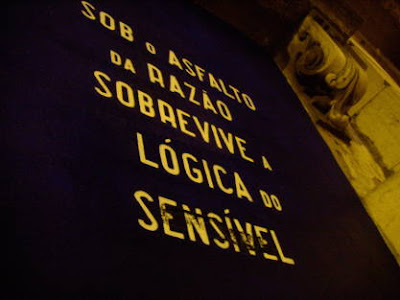 SOB O ASFALTO
DA RAZÃO
SOBREVIVE A
LÓGICA DO
SENSÍVEL